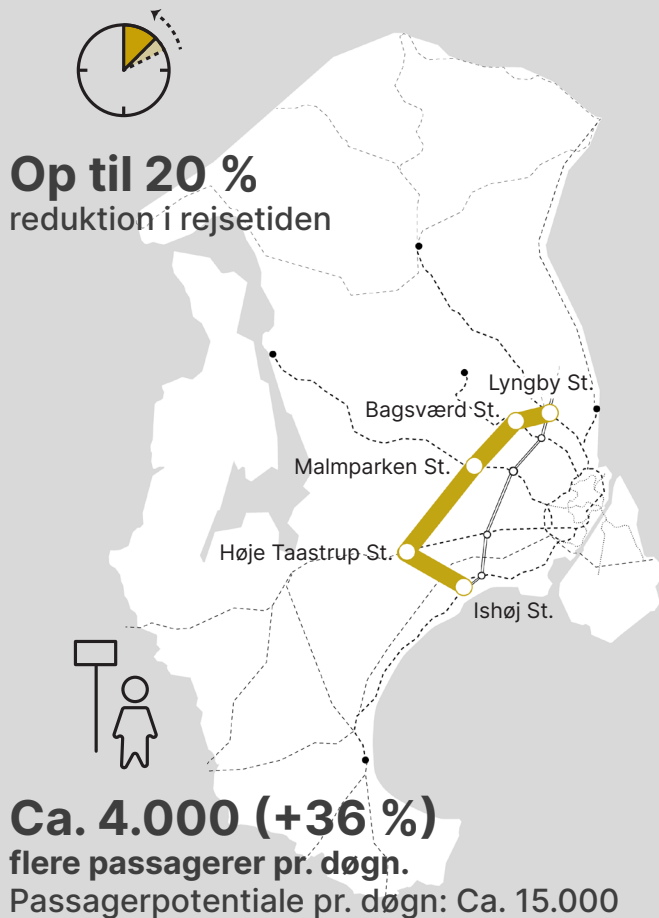 Op til 20 %
reduktion i rejsetiden
Lyngby St.
Bagsværd St.
Malmparken St.
Høje Taastrup St.
Ishøj St.
Ca. 4.000 (+36 %)
flere passagerer pr. døgn.
Passagerpotentiale pr. døgn: Ca. 15.000